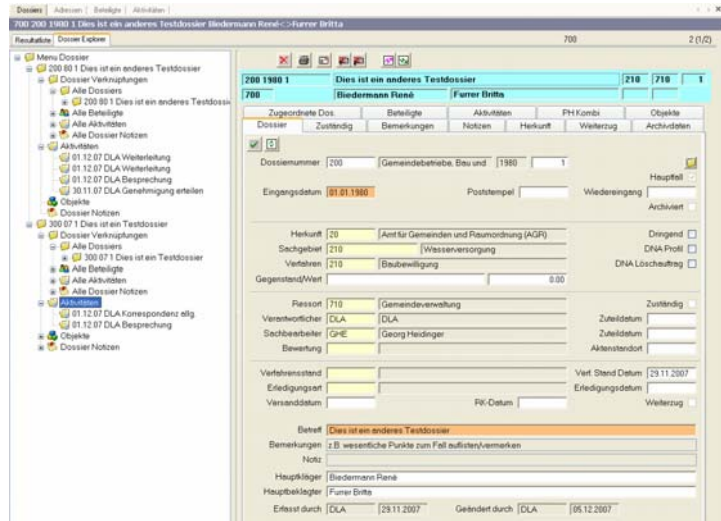 Dossiers Adressen Beteiligte Aktivitäten
700 200 1980 1 Dies ist ein anderes Testdossier Biedermann René<>Furrer Britta
Resultatliste Dossier Explorer 700 2 (1/2)
Menu Dossier
200 80 1 Dies ist ein anderes Testdossier
Dossier Verknüpfungen
Alle Dossiers
200 80 1 Dies ist ein anderes Testdossi
Alle Beteiligte
Alle Aktivitäten
Alle Dossier Notizen
Aktivitäten
01.12.07 DLA Weiterleitung
01.12.07 DLA Weiterleitung
01.12.07 DLA Besprechung
30.11.07 DLA Genehmigung erteilen
Objekte
Dossier Notizen
300 07 1 Dies ist ein Testdossier
Dossier Verknüpfungen
Alle Dossiers
300 07 1 Dies ist ein Testdossier
Alle Beteiligte
Alle Aktivitäten
Alle Dossier Notizen
Aktivitäten
01.12.07 DLA Korrespondenz allg.
01.12.07 DLA Besprechung
Objekte
Dossier Notizen
200 1980 1 Dies ist ein anderes Testdossier 210 710 1
700 Biedermann René Furrer Britta
Zugeordnete Dos. Beteiligte Aktivitäten PH Kombi Objekte
Dossier Zuständig Bemerkungen Notizen Herkunft Weiterzug Archivdaten
Dossiernummer 200 Gemeindebetriebe, Bau und 1980 1
Hauptfall
Eingangsdatum 01.01.1980 Poststempel Wiedereingang
Archiviert
Herkunft 20 Amt für Gemeinden und Raumordnung (AGR) Dringend
Sachgebiet 210 Wasserversorgung DNA Profil
Verfahren 210 Baubewilligung DNA Löschauftrag
Gegenstand/Wert 0.00
Ressort 710 Gemeindeverwaltung Zuständig
Verantwortlicher DLA DLA Zuteildatum
Sachbearbeiter GHE Georg Heidinger Zuteildatum
Bewertung Aktenstandort
Verfahrensstand Verf. Stand Datum 29.11.2007
Erledigungsart Erledigungsdatum
Versanddatum RK-Datum Weiterzug
Betreff Dies ist ein anderes Testdossier
Bemerkungen z.B. wesentliche Punkte zum Fall auflisten/vermerken
Notiz
Hauptkläger Biedermann René
Hauptbeklagter Furrer Britta
Erfasst durch DLA 29.11.2007 Geändert durch DLA 05.12.2007